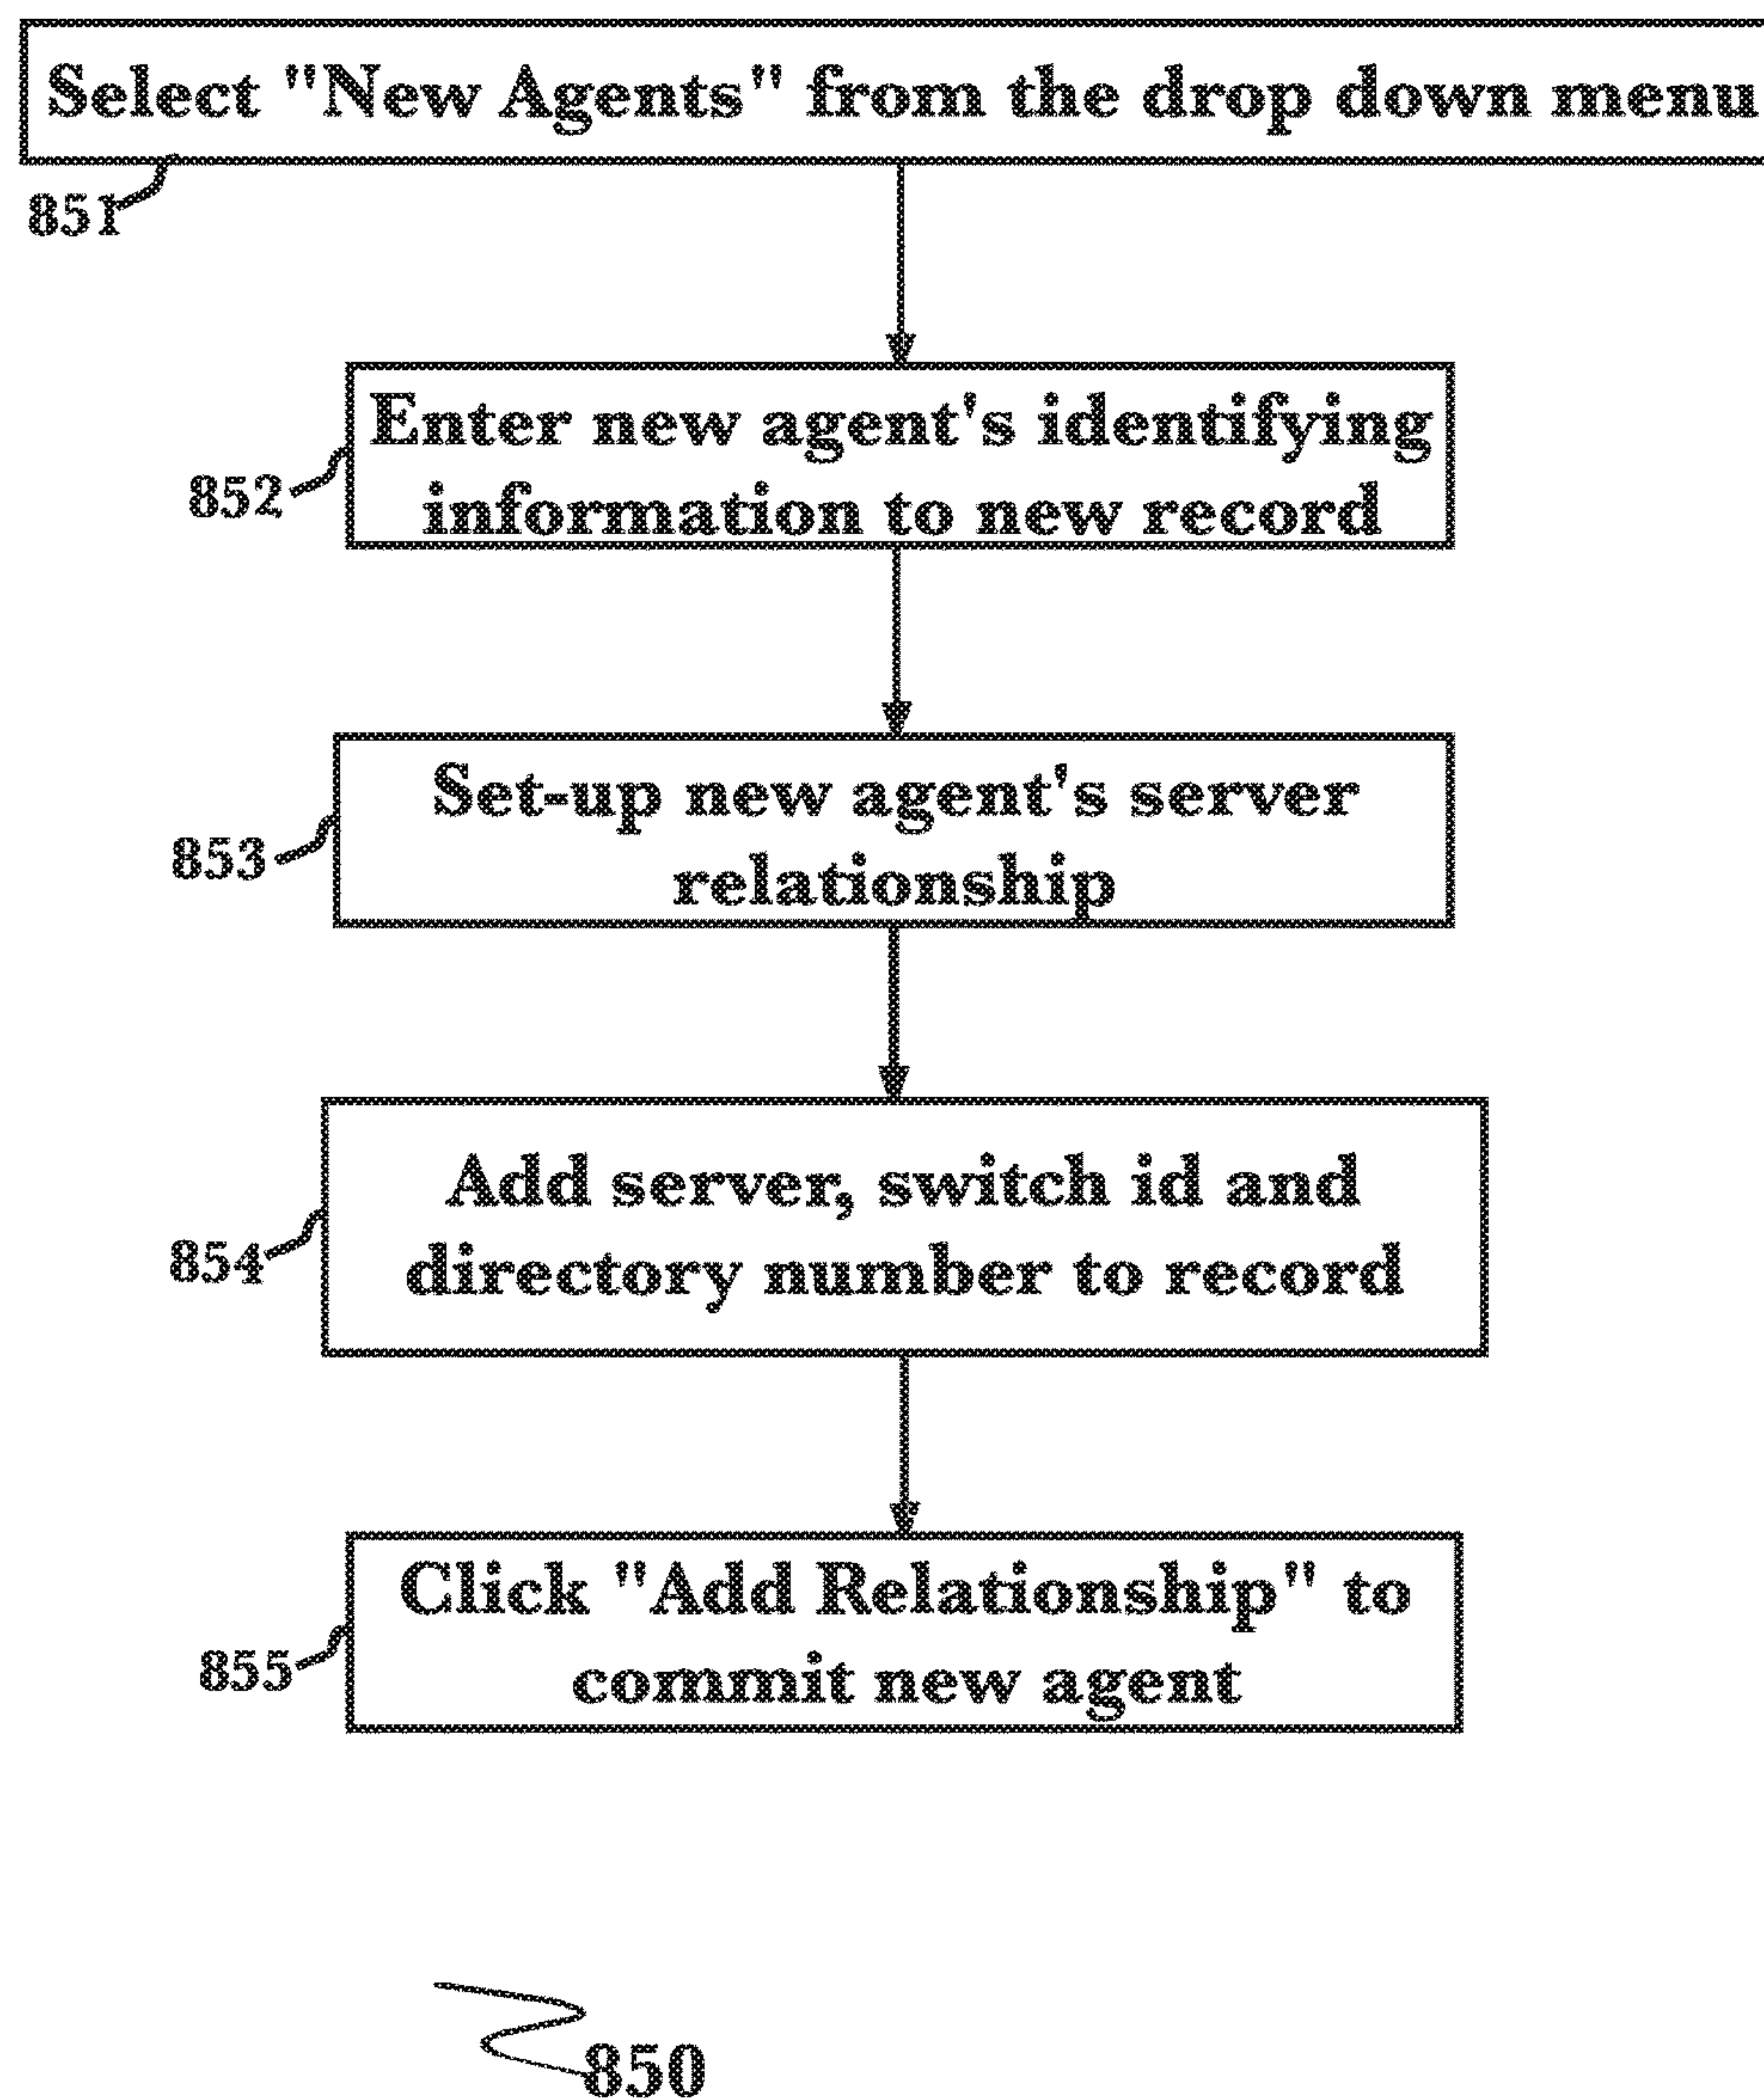 Select "New Agents" from the drop down menu
851
Enter new agent's identifying
information to new record
852
Set-up new agent's server
relationship
853
Add server, switch id and
directory number to record
854
Click "Add Relationship" to
commit new agent
855
850